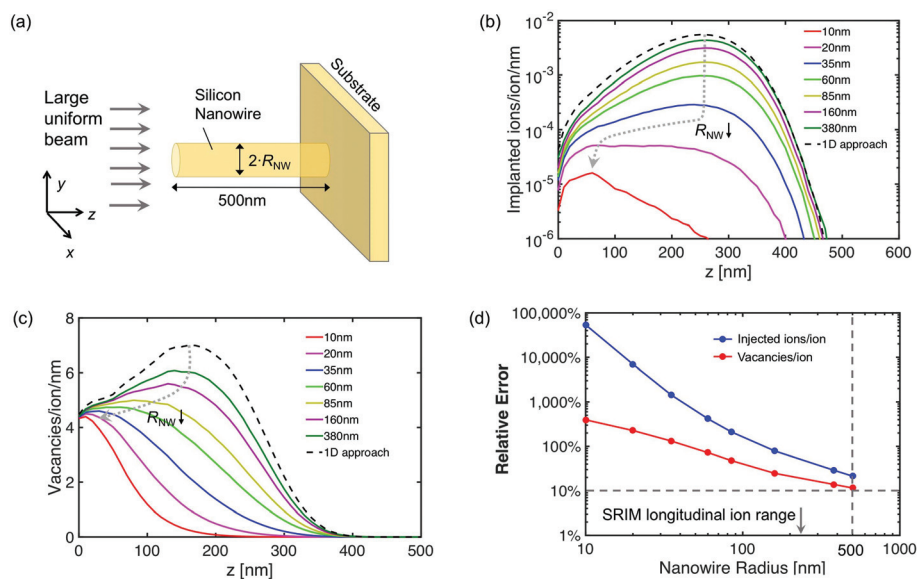 (a)
Large
uniform
beam
Silicon
Nanowire
Substrate
2·R_NW
500nm
y
z
x
(b)
Implanted ions/ion/nm
10^-2
10^-3
10^-4
10^-5
10^-6
0 100 200 300 400 500 600
z [nm]
R_NW
10nm
20nm
35nm
60nm
85nm
160nm
380nm
1D approach
(c)
Vacancies/ion/nm
8
6
4
2
0
0 100 200 300 400 500
z [nm]
R_NW
10nm
20nm
35nm
60nm
85nm
160nm
380nm
1D approach
(d)
Relative Error
100,000%
10,000%
1,000%
100%
10%
1%
Injected ions/ion
Vacancies/ion
SRIM longitudinal ion range
10 100 500 1000
Nanowire Radius [nm]